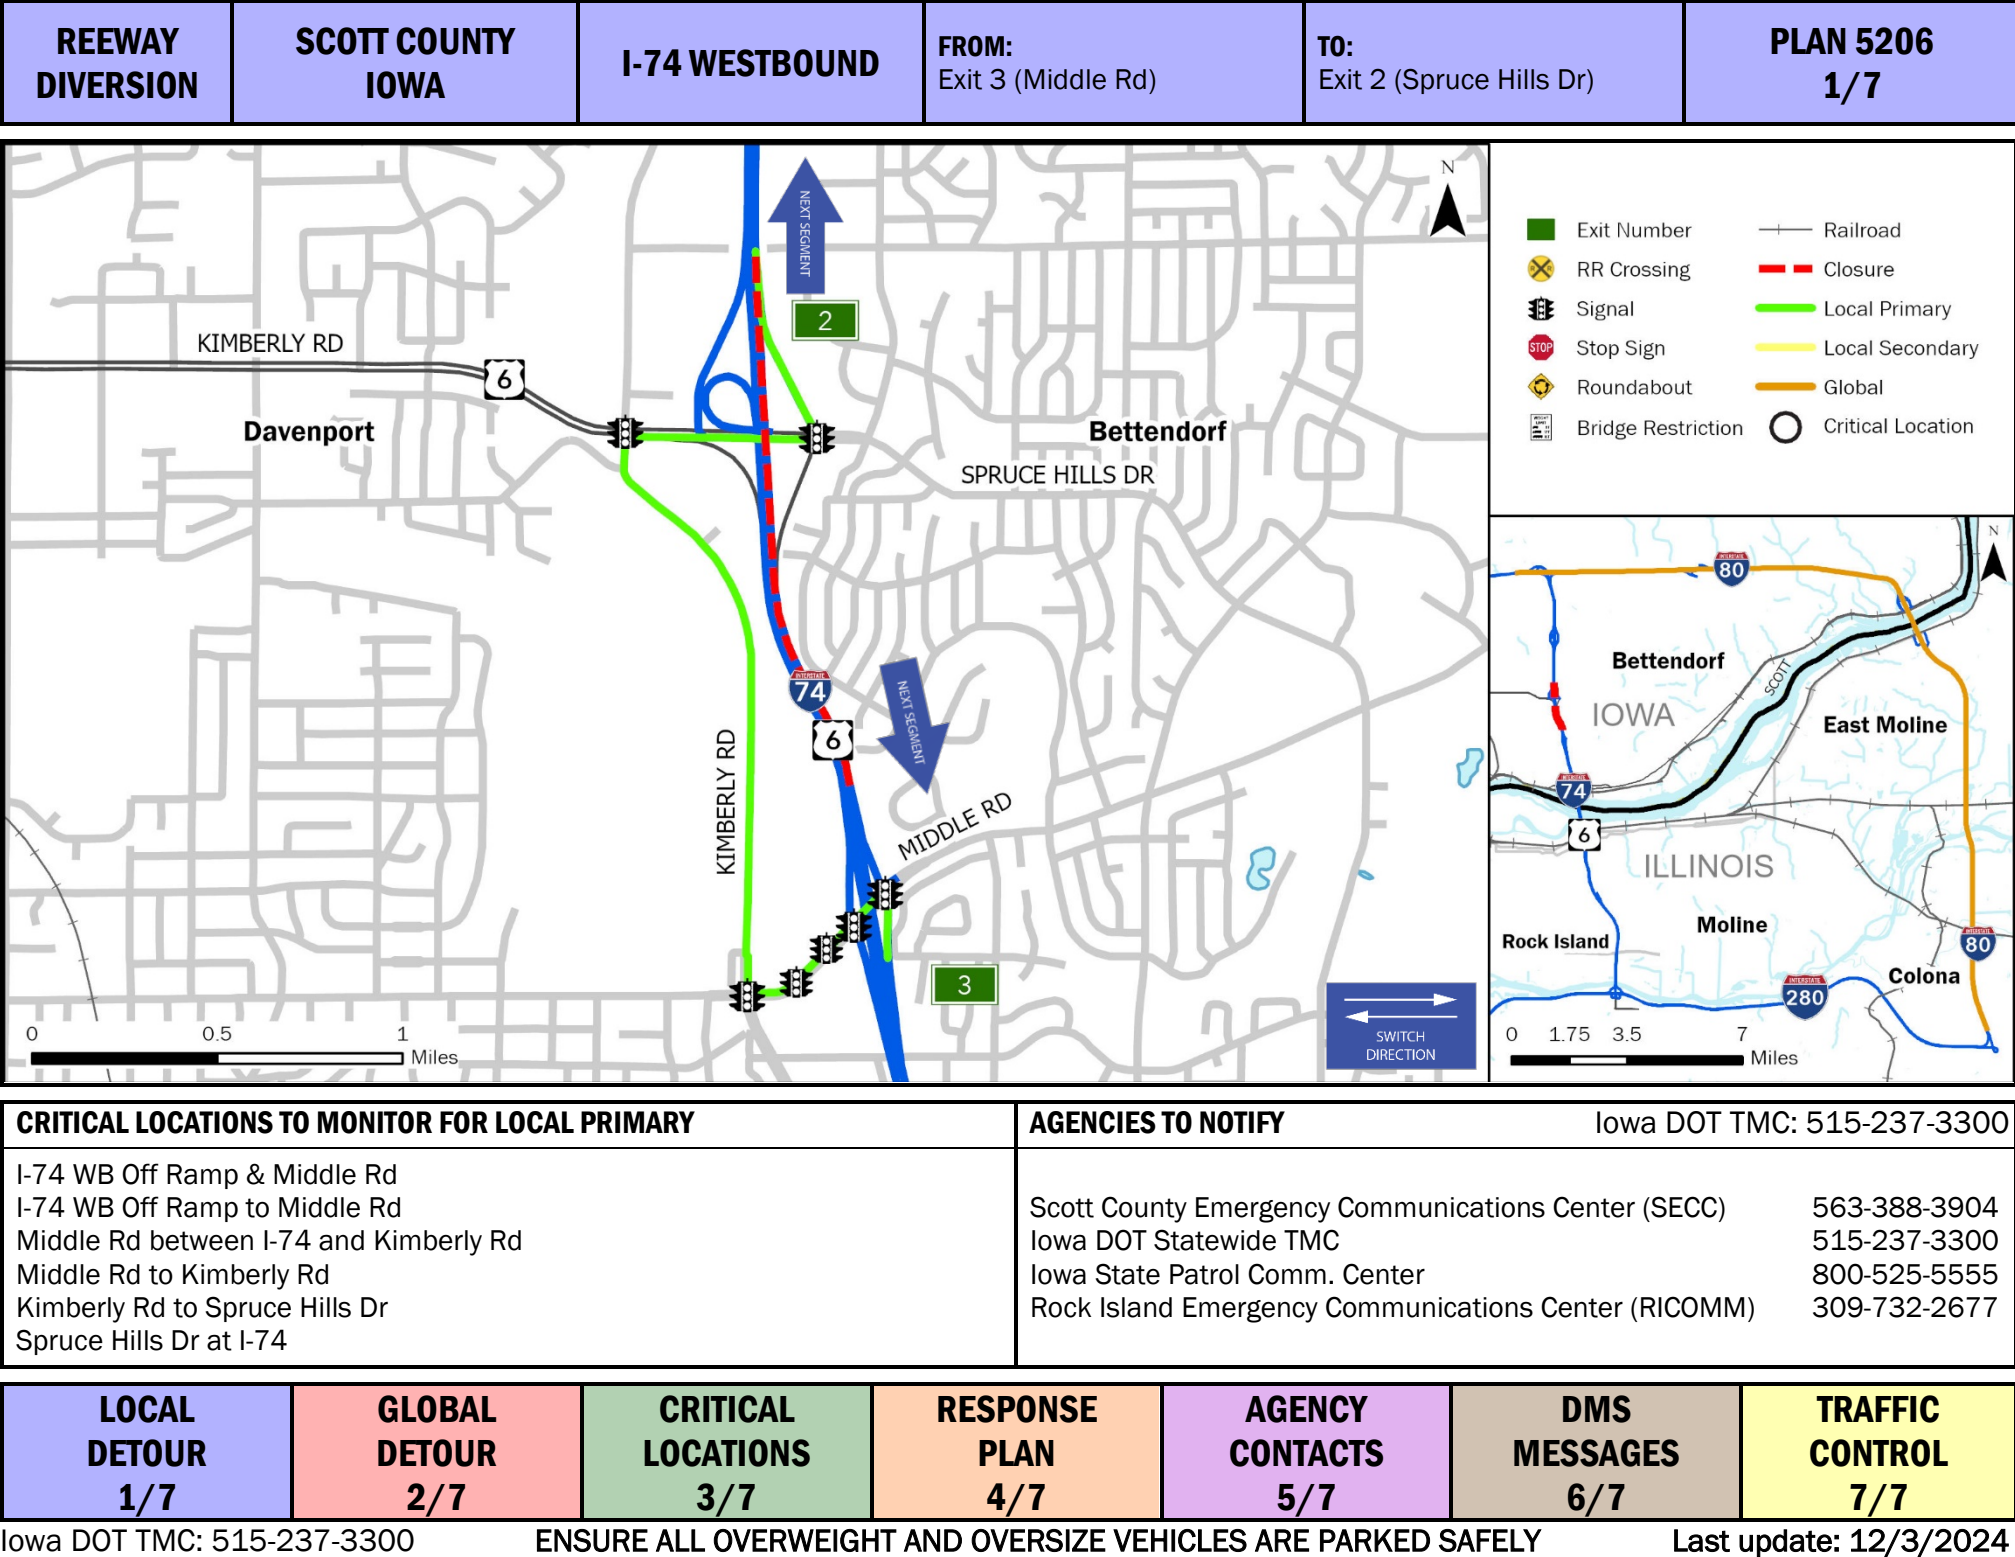 REEWAY
DIVERSION
SCOTT COUNTY
IOWA
I-74 WESTBOUND
FROM:
Exit 3 (Middle Rd)
TO:
Exit 2 (Spruce Hills Dr)
PLAN 5206
1/7
NEXT SEGMENT
N
2
KIMBERLY RD
6
Davenport
Bettendorf
SPRUCE HILLS DR
INTERSTATE
74
6
NEXT SEGMENT
KIMBERLY RD
MIDDLE RD
3
0 0.5 1
Miles
SWITCH
DIRECTION
Exit Number
RR Crossing
Signal
STOP
Stop Sign
Roundabout
Bridge Restriction
Railroad
Closure
Local Primary
Local Secondary
Global
Critical Location
N
INTERSTATE
80
Bettendorf
SCOTT
IOWA
East Moline
INTERSTATE
74
6
ILLINOIS
Moline
Rock Island
INTERSTATE
80
Colona
INTERSTATE
280
0 1.75 3.5 7
Miles
CRITICAL LOCATIONS TO MONITOR FOR LOCAL PRIMARY
I-74 WB Off Ramp & Middle Rd
I-74 WB Off Ramp to Middle Rd
Middle Rd between I-74 and Kimberly Rd
Middle Rd to Kimberly Rd
Kimberly Rd to Spruce Hills Dr
Spruce Hills Dr at I-74
AGENCIES TO NOTIFY Iowa DOT TMC: 515-237-3300
Scott County Emergency Communications Center (SECC) 563-388-3904
Iowa DOT Statewide TMC 515-237-3300
Iowa State Patrol Comm. Center 800-525-5555
Rock Island Emergency Communications Center (RICOMM) 309-732-2677
LOCAL
DETOUR
1/7
GLOBAL
DETOUR
2/7
CRITICAL
LOCATIONS
3/7
RESPONSE
PLAN
4/7
AGENCY
CONTACTS
5/7
DMS
MESSAGES
6/7
TRAFFIC
CONTROL
7/7
Iowa DOT TMC: 515-237-3300 ENSURE ALL OVERWEIGHT AND OVERSIZE VEHICLES ARE PARKED SAFELY Last update: 12/3/2024